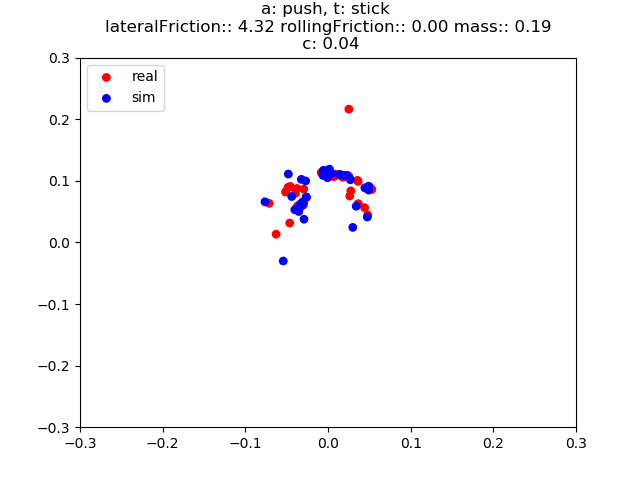 a: push, t: stick
lateralFriction:: 4.32 rollingFriction:: 0.00 mass:: 0.19
c: 0.04
real
sim
0.3
0.2
0.1
0.0
−0.1
−0.2
−0.3
−0.3
−0.2
−0.1
0.0
0.1
0.2
0.3